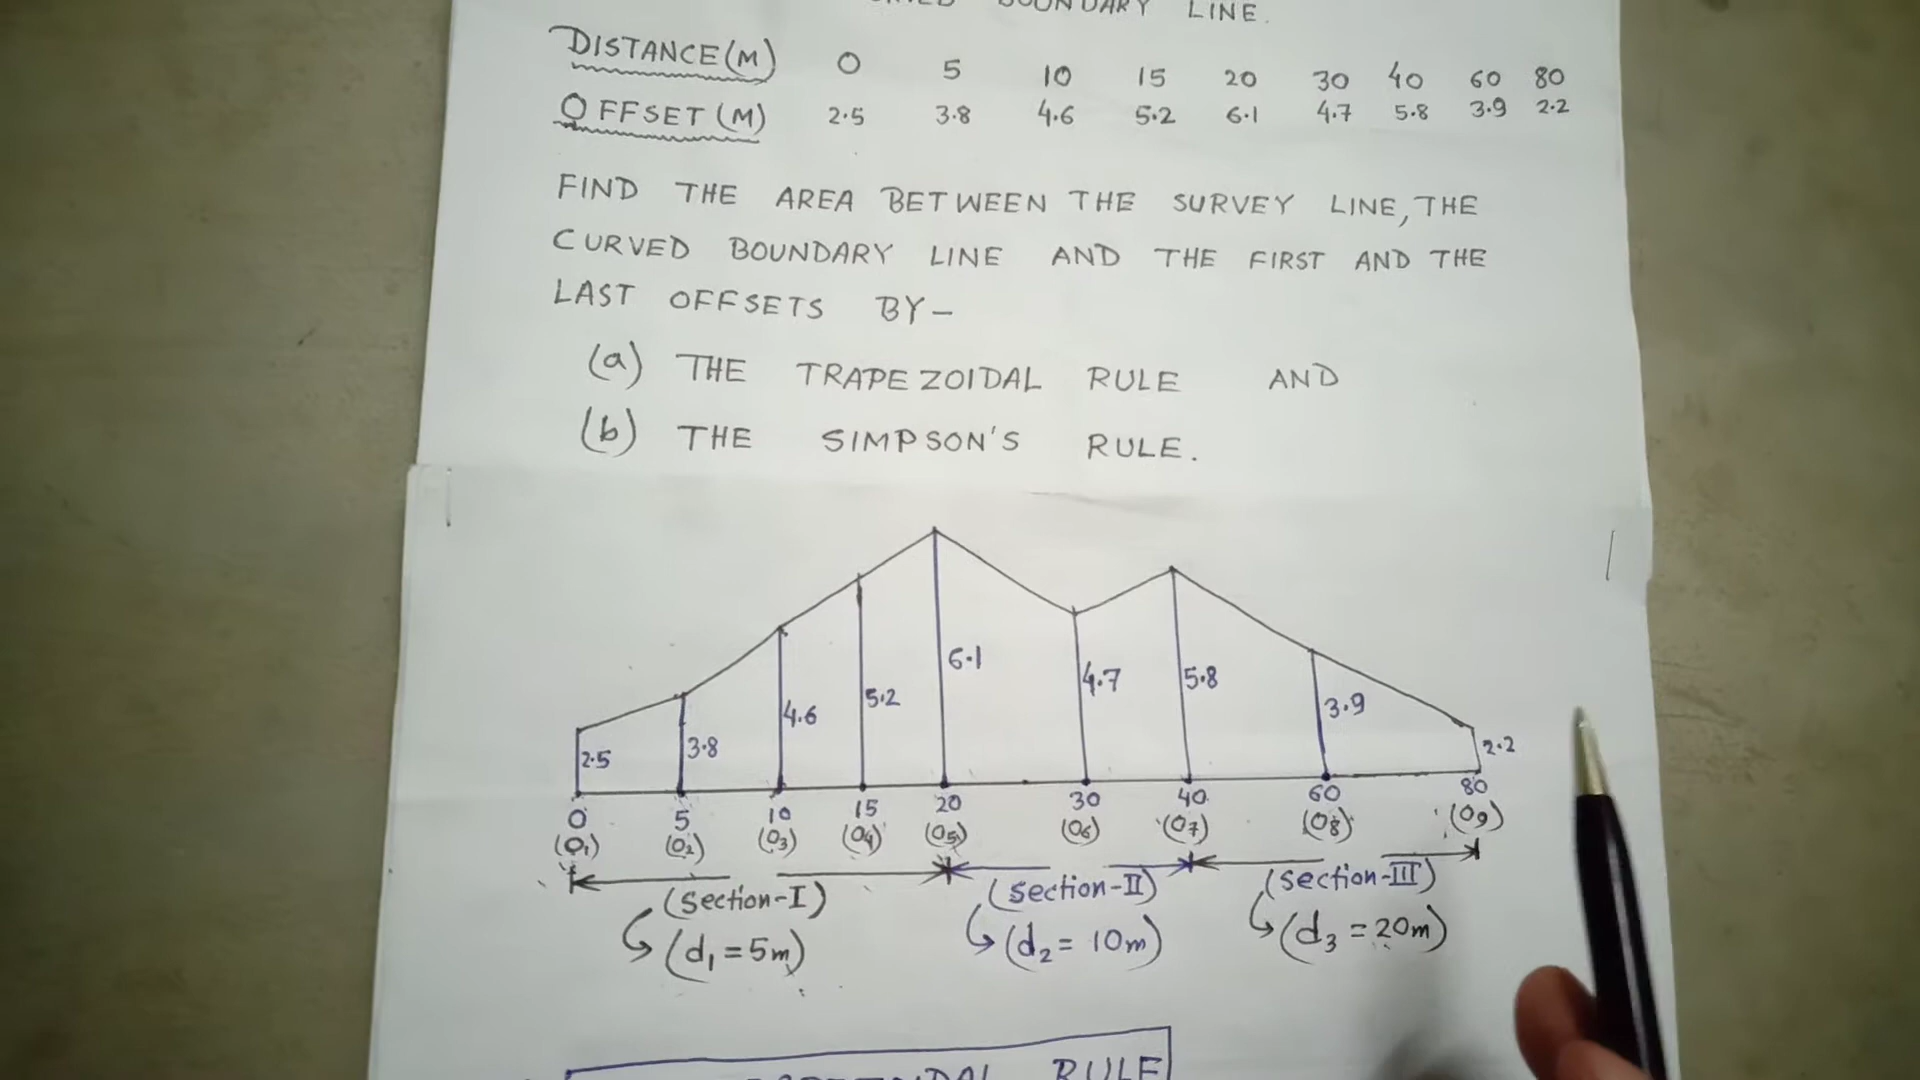 BOUNDARY LINE.
DISTANCE(M) 0 5 10 15 20 30 40 60 80
OFFSET(M) 2.5 3.8 4.6 5.2 6.1 4.7 5.8 3.9 2.2
FIND THE AREA BETWEEN THE SURVEY LINE, THE
CURVED BOUNDARY LINE AND THE FIRST AND THE
LAST OFFSETS BY-
(a) THE TRAPEZOIDAL RULE AND
(b) THE SIMPSON'S RULE.
2.5 3.8 4.6 5.2 6.1 4.7 5.8 3.9 2.2
0 5 10 15 20 30 40 60 80
(O1) (O2) (O3) (O4) (O5) (O6) (O7) (O8) (O9)
(Section-I) (Section-II) (Section-III)
(d1=5m) (d2= 10m) (d3 = 20m)
RULE